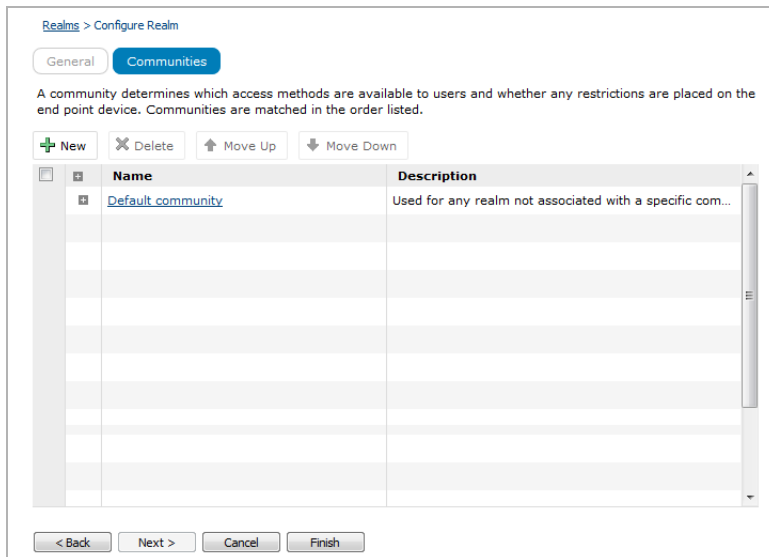 Realms > Configure Realm
General Communities
A community determines which access methods are available to users and whether any restrictions are placed on the
end point device. Communities are matched in the order listed.
New Delete Move Up Move Down
Name Description
Default community Used for any realm not associated with a specific com...
< Back Next > Cancel Finish